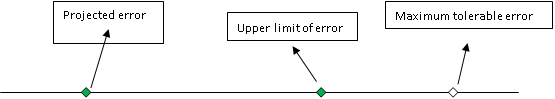 Projected error
Upper limit of error
Maximum tolerable error